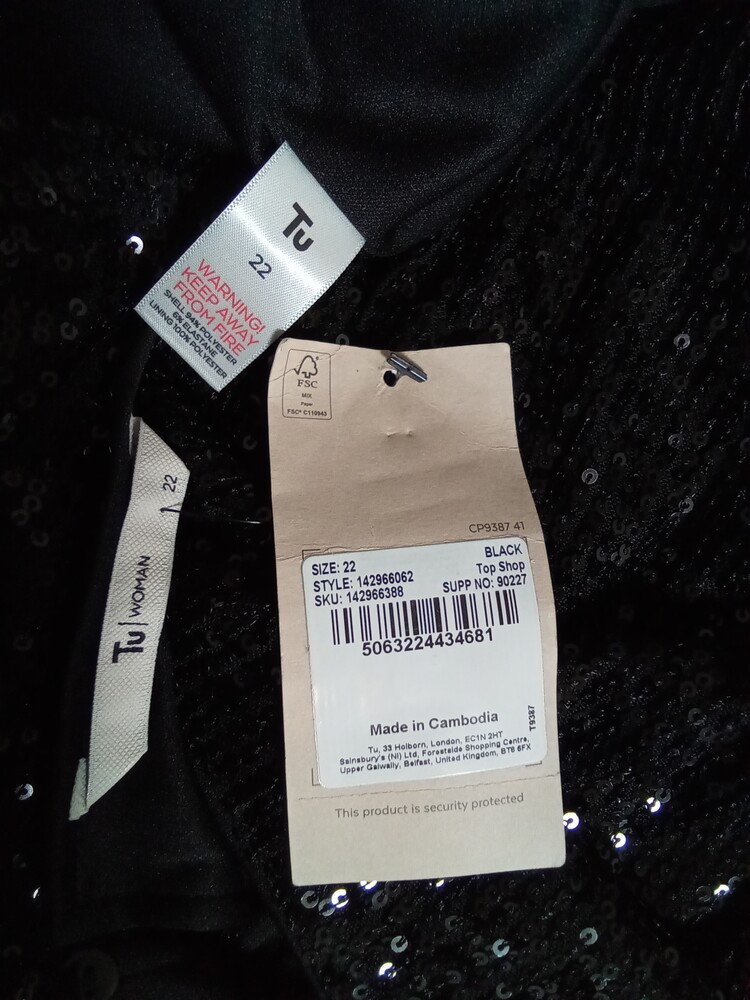 Tu
22
WARNING!
KEEP AWAY
FROM FIRE
SHELL 94% POLYESTER
6% ELASTANE
LINING 100% POLYESTER
Tu | WOMAN
22
FSC
MIX
Paper
FSC® C118943
CP9387 41
SIZE: 22 BLACK
STYLE: 142966062 Top Shop
SKU: 142966388 SUPP NO: 90227
5063224434681
T9387
Made in Cambodia
Tu, 33 Holborn, London, EC1N 2HT
Sainsbury's (NI) Ltd, Forestside Shopping Centre,
Upper Galwally, Belfast, United Kingdom, BT8 6FX
This product is security protected